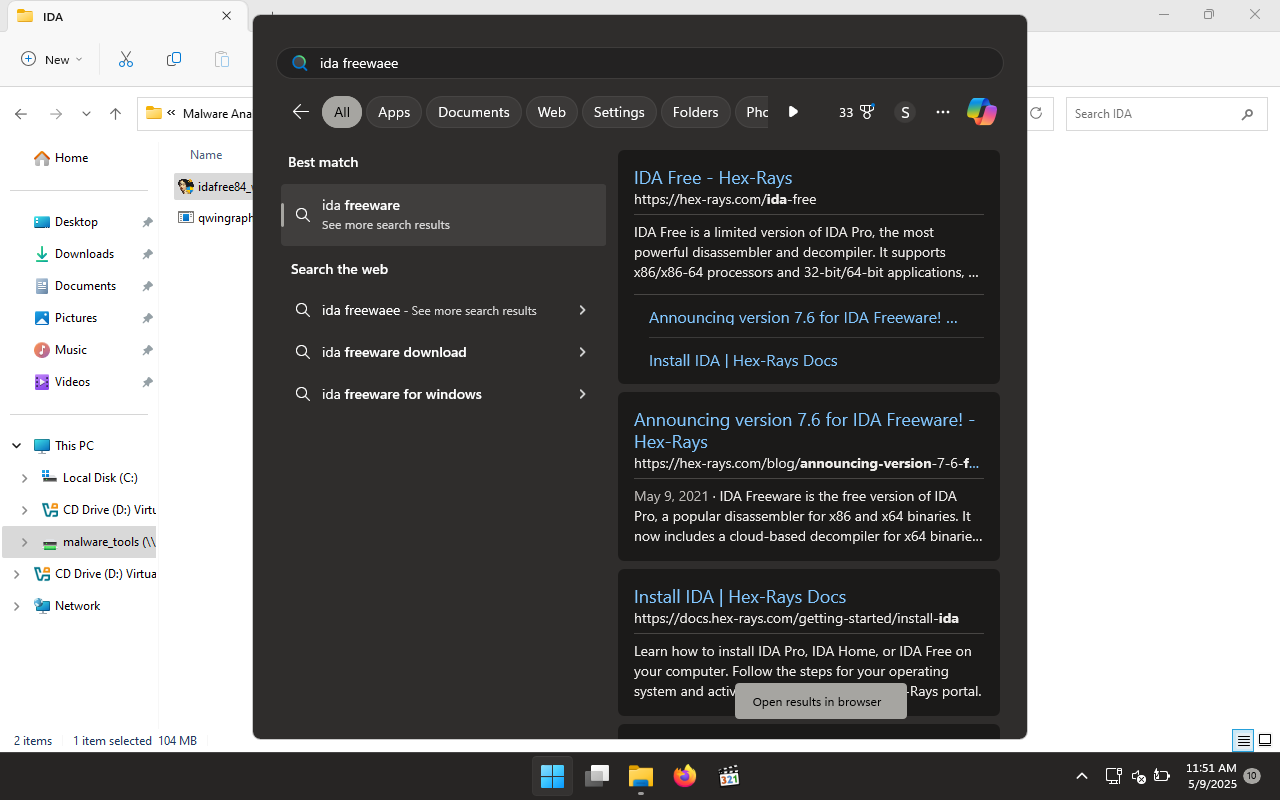 IDA
New
Malware Ana
Search IDA
Home
Desktop
Downloads
Documents
Pictures
Music
Videos
This PC
Local Disk (C:)
CD Drive (D:) Virtu
malware_tools (\\
CD Drive (D:) Virtua
Network
Name
idafree84_
qwingraph
ida freewaee
All
Apps
Documents
Web
Settings
Folders
Pho
33
S
Best match
ida freeware
See more search results
Search the web
ida freewaee - See more search results
ida freeware download
ida freeware for windows
IDA Free - Hex-Rays
https://hex-rays.com/ida-free
IDA Free is a limited version of IDA Pro, the most
powerful disassembler and decompiler. It supports
x86/x86-64 processors and 32-bit/64-bit applications, ...
Announcing version 7.6 for IDA Freeware! ...
Install IDA | Hex-Rays Docs
Announcing version 7.6 for IDA Freeware! -
Hex-Rays
https://hex-rays.com/blog/announcing-version-7-6-f...
May 9, 2021 · IDA Freeware is the free version of IDA
Pro, a popular disassembler for x86 and x64 binaries. It
now includes a cloud-based decompiler for x64 binarie...
Install IDA | Hex-Rays Docs
https://docs.hex-rays.com/getting-started/install-ida
Learn how to install IDA Pro, IDA Home, or IDA Free on
your computer. Follow the steps for your operating
system and activ
-Rays portal.
Open results in browser
2 items
1 item selected 104 MB
321
11:51 AM
5/9/2025
10